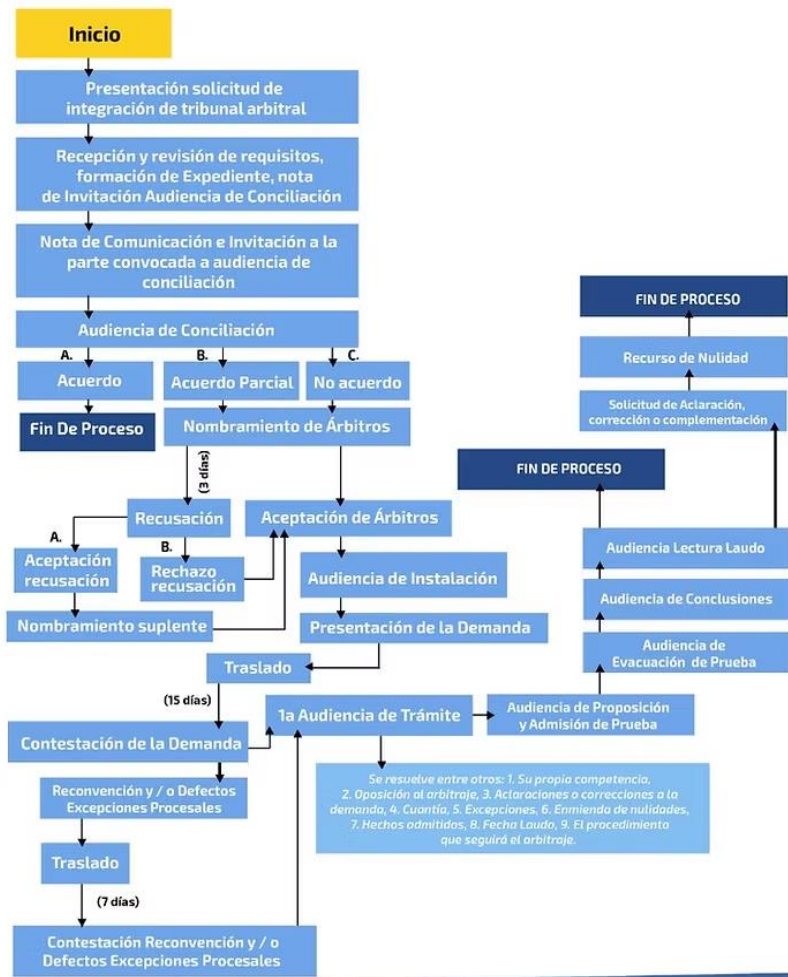 Inicio
Presentación solicitud de
integración de tribunal arbitral
Recepción y revisión de requisitos,
formación de Expediente, nota
de Invitación Audiencia de Conciliación
Nota de Comunicación e Invitación a la
parte convocada a audiencia de
conciliación
Audiencia de Conciliación
A.
B.
C.
Acuerdo
Acuerdo Parcial
No acuerdo
Fin De Proceso
Nombramiento de Árbitros
(3 días)
Recusación
Aceptación de Árbitros
A.
B.
Aceptación
recusación
Rechazo
recusación
Audiencia de Instalación
Nombramiento suplente
Presentación de la Demanda
Traslado
(15 días)
Contestación de la Demanda
1a Audiencia de Trámite
Reconvención y / o Defectos
Excepciones Procesales
Se resuelve entre otros: 1. Su propia competencia,
2. Oposición al arbitraje, 3. Aclaraciones o correcciones a la
demanda, 4. Cuantía, 5. Excepciones, 6. Enmienda de nulidades,
7. Hechos admitidos, 8. Fecha Laudo, 9. El procedimiento
que seguirá el arbitraje.
Traslado
(7 días)
Contestación Reconvención y / o
Defectos Excepciones Procesales
Audiencia de Proposición
y Admisión de Prueba
Audiencia de
Evacuación de Prueba
Audiencia de Conclusiones
Audiencia Lectura Laudo
FIN DE PROCESO
Solicitud de Aclaración,
corrección o complementación
Recurso de Nulidad
FIN DE PROCESO